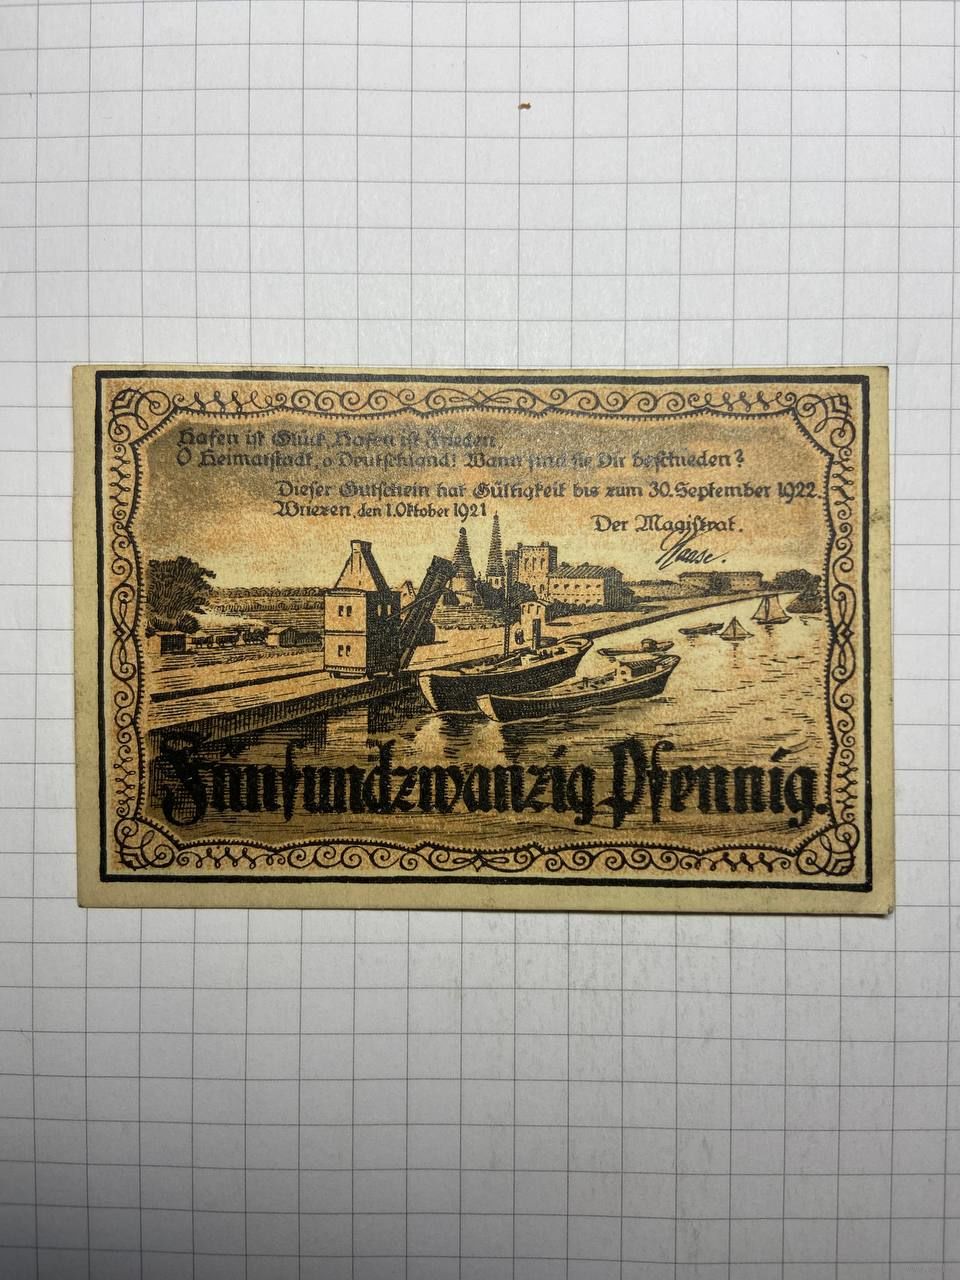 Hafen ist Glück, Hafen ist Frieden
O Heimatstadt, o Deutschland! Wann sind sie Dir beschieden?
Dieser Gutschein hat Gültigkeit bis zum 30. September 1922.
Wriezen, den 1. Oktober 1921
Der Magistrat.
Haase.
Fünfundzwanzig Pfennig.